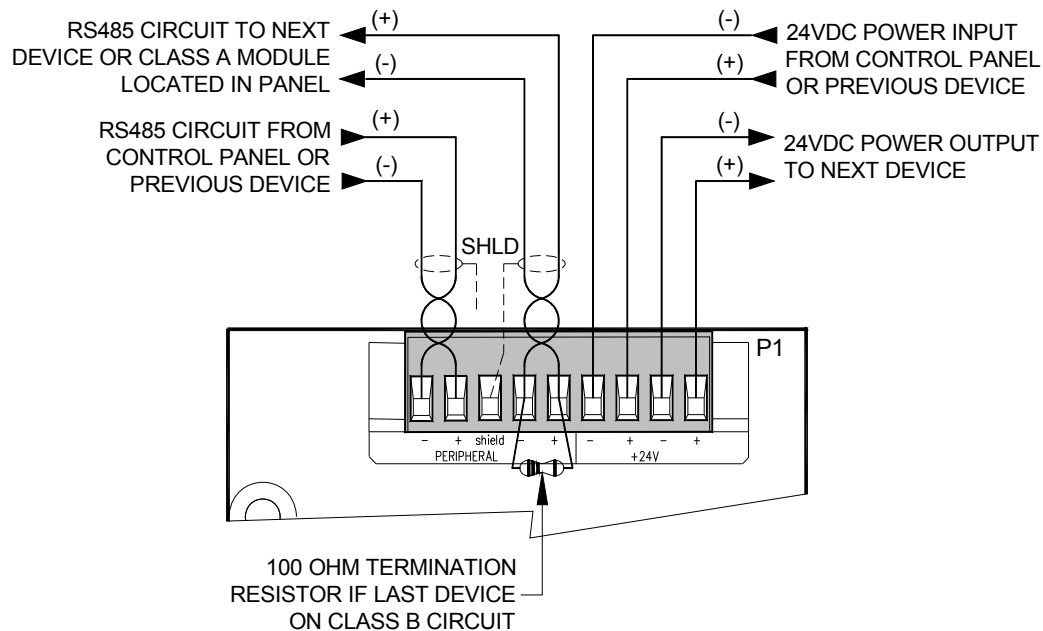 RS485 CIRCUIT TO NEXT
DEVICE OR CLASS A MODULE
LOCATED IN PANEL
(+)
(-)
RS485 CIRCUIT FROM
CONTROL PANEL OR
PREVIOUS DEVICE
(+)
(-)
(-)
(+)
24VDC POWER INPUT
FROM CONTROL PANEL
OR PREVIOUS DEVICE
(-)
(+)
24VDC POWER OUTPUT
TO NEXT DEVICE
SHLD
P1
- + shield - + - + - +
PERIPHERAL +24V
100 OHM TERMINATION
RESISTOR IF LAST DEVICE
ON CLASS B CIRCUIT